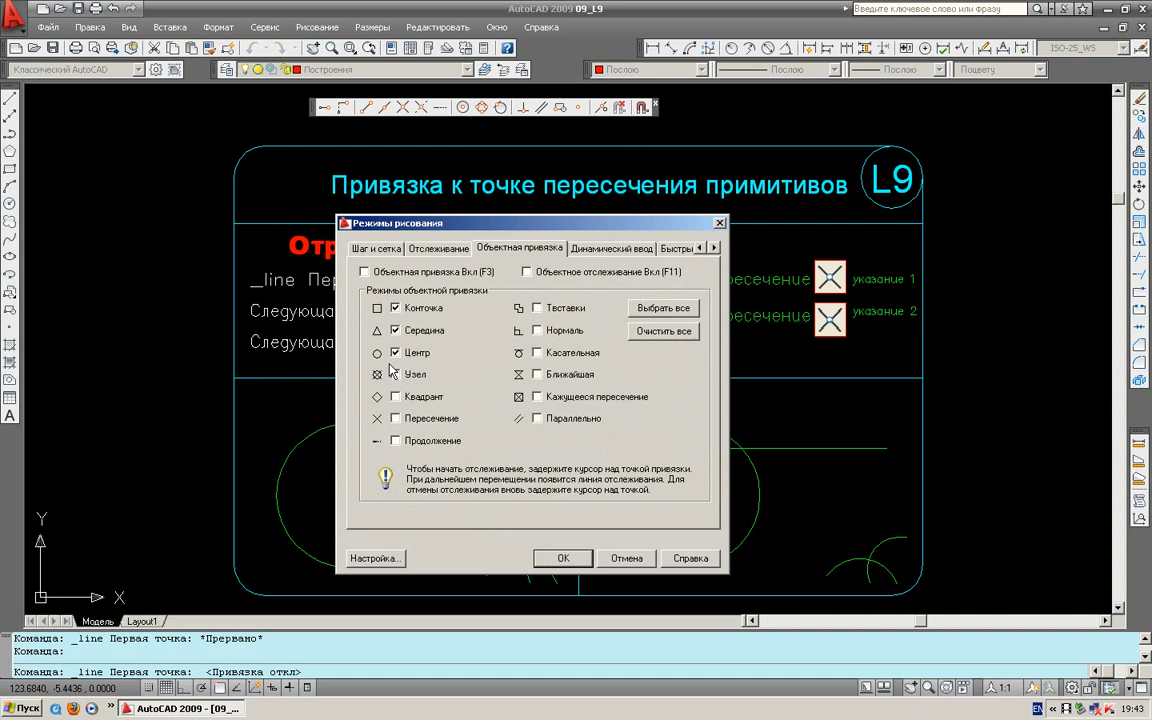 AutoCAD 2009 09_L9
Введите ключевое слово или фразу
Файл Правка Вид Вставка Формат Сервис Рисование Размеры Редактировать Окно Справка
ISO-25_WS
Классический AutoCAD
Построения
Послою
Послою
Послою
Поцвету
Привязка к точке пересечения примитивов
L9
Отр
_line Пер
Следующа
Следующа
ресечение указание 1
ресечение указание 2
Режимы рисования
Шаг и сетка Отслеживание Объектная привязка Динамический ввод Быстры
Объектная привязка Вкл (F3)
Объектное отслеживание Вкл (F11)
Режимы объектной привязки
Конточка
Твставки
Выбрать все
Середина
Нормаль
Очистить все
Центр
Касательная
Узел
Ближайшая
Квадрант
Кажущееся пересечение
Пересечение
Параллельно
Продолжение
Чтобы начать отслеживание, задержите курсор над точкой привязки.
При дальнейшем перемещении появится линия отслеживания. Для
отмены отслеживания вновь задержите курсор над точкой.
Настройка...
OK
Отмена
Справка
Y
X
Модель Layout1
Команда: _line Первая точка: *Прервано*
Команда:
Команда: _line Первая точка: <Привязка откл>
123.6840, -5.4436, 0.0000
1:1
Пуск
AutoCAD 2009 - [09_...
EN
19:43